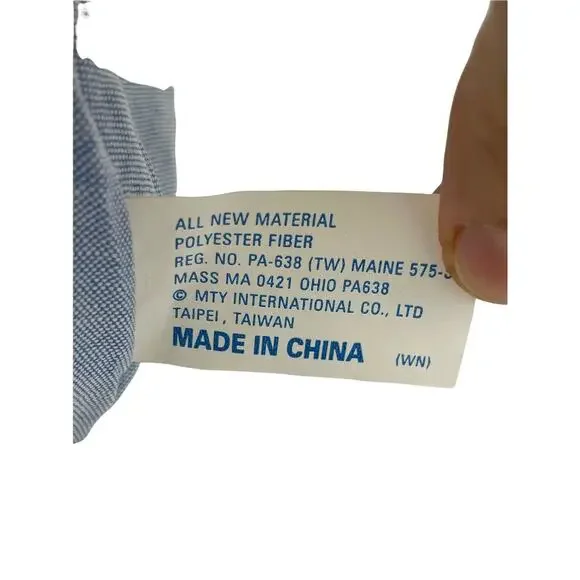 ALL NEW MATERIAL
POLYESTER FIBER
REG. NO. PA-638 (TW) MAINE
MASS MA 0421 OHIO PA638
© MTY INTERNATIONAL CO., LTD
TAIPEI, TAIWAN
MADE IN CHINA (WN)